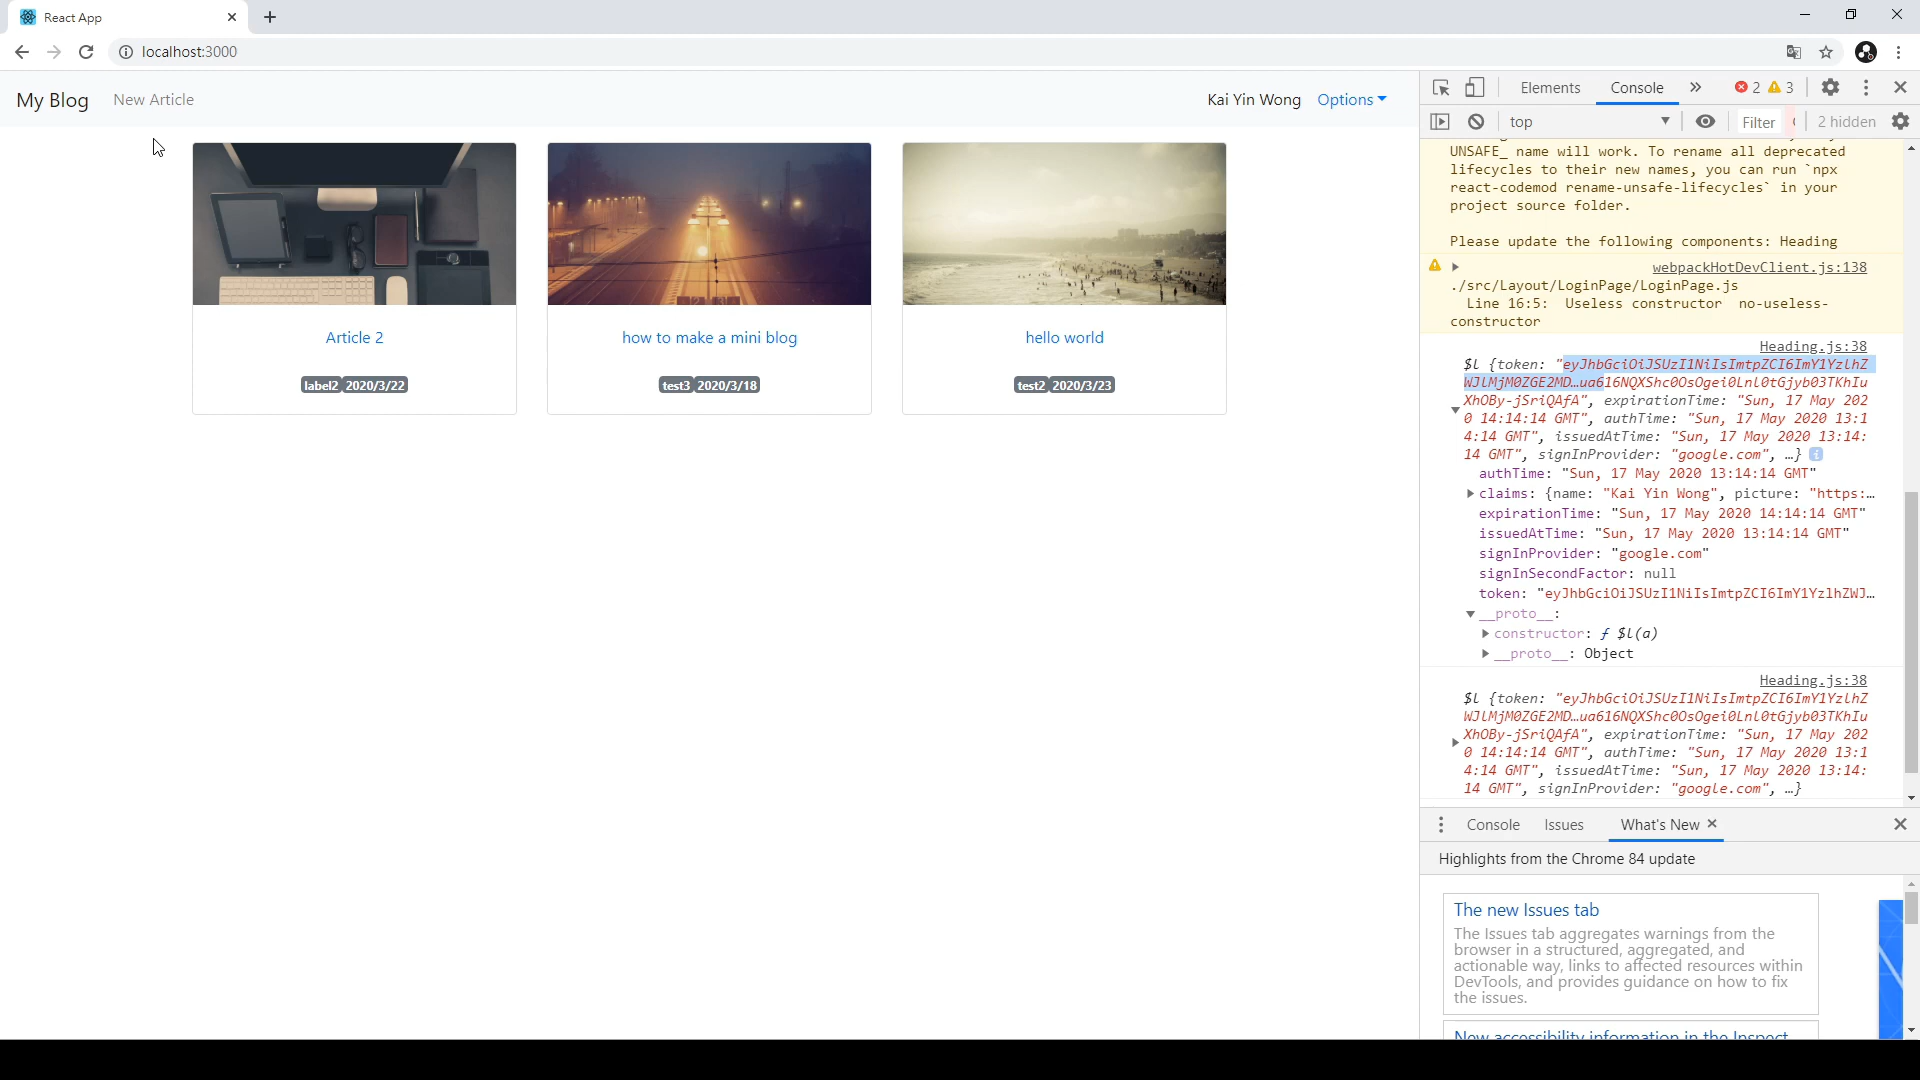 React App
localhost:3000
My Blog
New Article
Kai Yin Wong
Options
Article 2
label2 2020/3/22
how to make a mini blog
test3 2020/3/18
hello world
test2 2020/3/23
Elements
Console
2
3
top
Filter
2 hidden
UNSAFE_ name will work. To rename all deprecated
lifecycles to their new names, you can run `npx
react-codemod rename-unsafe-lifecycles` in your
project source folder.
Please update the following components: Heading
webpackHotDevClient.js:138
./src/Layout/LoginPage/LoginPage.js
Line 16:5: Useless constructor no-useless-
constructor
Heading.js:38
$l {token: "eyJhbGciOiJSUzI1NiIsImtpZCI6ImY1YzlhZ
WJlMjM0ZGE2MD…ua616NQXShc0OsOgei0LnL0tGjyb03TKhIu
XhOBy-jSriQAfA", expirationTime: "Sun, 17 May 202
0 14:14:14 GMT", authTime: "Sun, 17 May 2020 13:1
4:14 GMT", issuedAtTime: "Sun, 17 May 2020 13:14:
14 GMT", signInProvider: "google.com", …}
authTime: "Sun, 17 May 2020 13:14:14 GMT"
claims: {name: "Kai Yin Wong", picture: "https:…
expirationTime: "Sun, 17 May 2020 14:14:14 GMT"
issuedAtTime: "Sun, 17 May 2020 13:14:14 GMT"
signInProvider: "google.com"
signInSecondFactor: null
token: "eyJhbGciOiJSUzI1NiIsImtpZCI6ImY1YzlhZWJ…
__proto__:
constructor: ƒ $l(a)
__proto__: Object
Heading.js:38
$l {token: "eyJhbGciOiJSUzI1NiIsImtpZCI6ImY1YzlhZ
WJlMjM0ZGE2MD…ua616NQXShc0OsOgei0LnL0tGjyb03TKhIu
XhOBy-jSriQAfA", expirationTime: "Sun, 17 May 202
0 14:14:14 GMT", authTime: "Sun, 17 May 2020 13:1
4:14 GMT", issuedAtTime: "Sun, 17 May 2020 13:14:
14 GMT", signInProvider: "google.com", …}
Console
Issues
What's New
Highlights from the Chrome 84 update
The new Issues tab
The Issues tab aggregates warnings from the
browser in a structured, aggregated, and
actionable way, links to affected resources within
DevTools, and provides guidance on how to fix
the issues.
New accessibility information in the Inspect